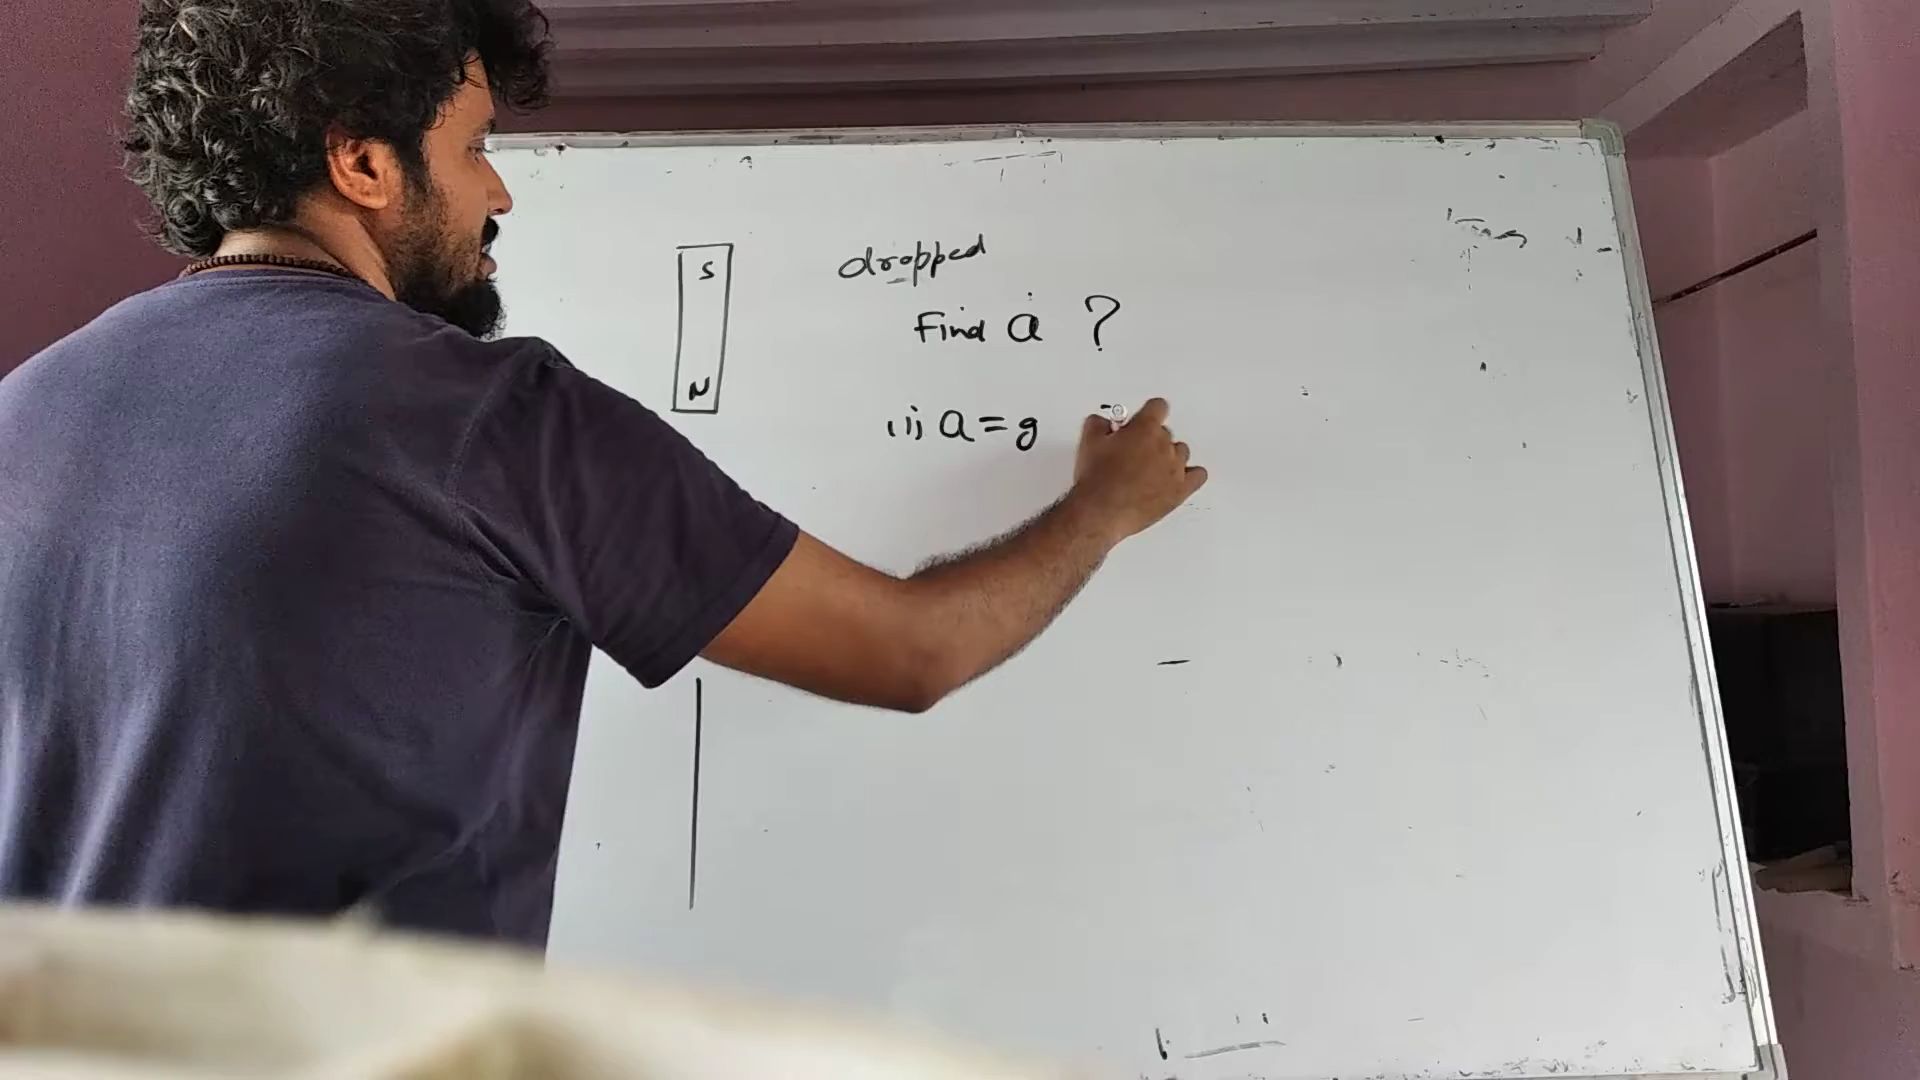 S
N
dropped
Find a ?
(i) a = g